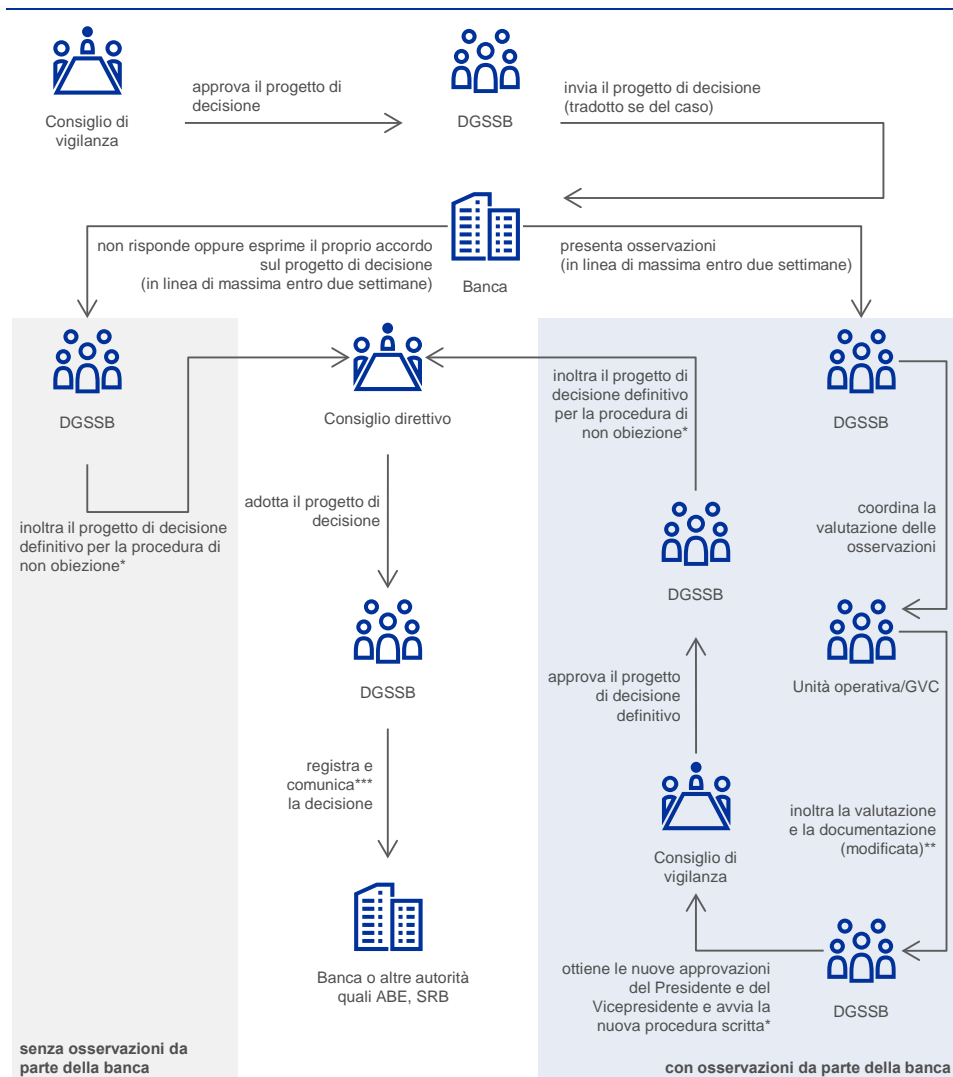 approva il progetto di
decisione
Consiglio di
vigilanza
DGSSB
invia il progetto di decisione
(tradotto se del caso)
non risponde oppure esprime il proprio accordo
sul progetto di decisione
(in linea di massima entro due settimane)
Banca
presenta osservazioni
(in linea di massima entro due settimane)
DGSSB
inoltra il progetto di decisione
definitivo per la procedura di
non obiezione*
senza osservazioni da
parte della banca
Consiglio direttivo
adotta il progetto di
decisione
DGSSB
registra e
comunica***
la decisione
Banca o altre autorità
quali ABE, SRB
DGSSB
coordina la
valutazione delle
osservazioni
Unità operativa/GVC
inoltra la valutazione
e la documentazione
(modificata)**
DGSSB
ottiene le nuove approvazioni
del Presidente e del
Vicepresidente e avvia la
nuova procedura scritta*
Consiglio di
vigilanza
approva il progetto
di decisione
definitivo
DGSSB
inoltra il progetto di
decisione definitivo
per la procedura di
non obiezione*
con osservazioni da parte della banca